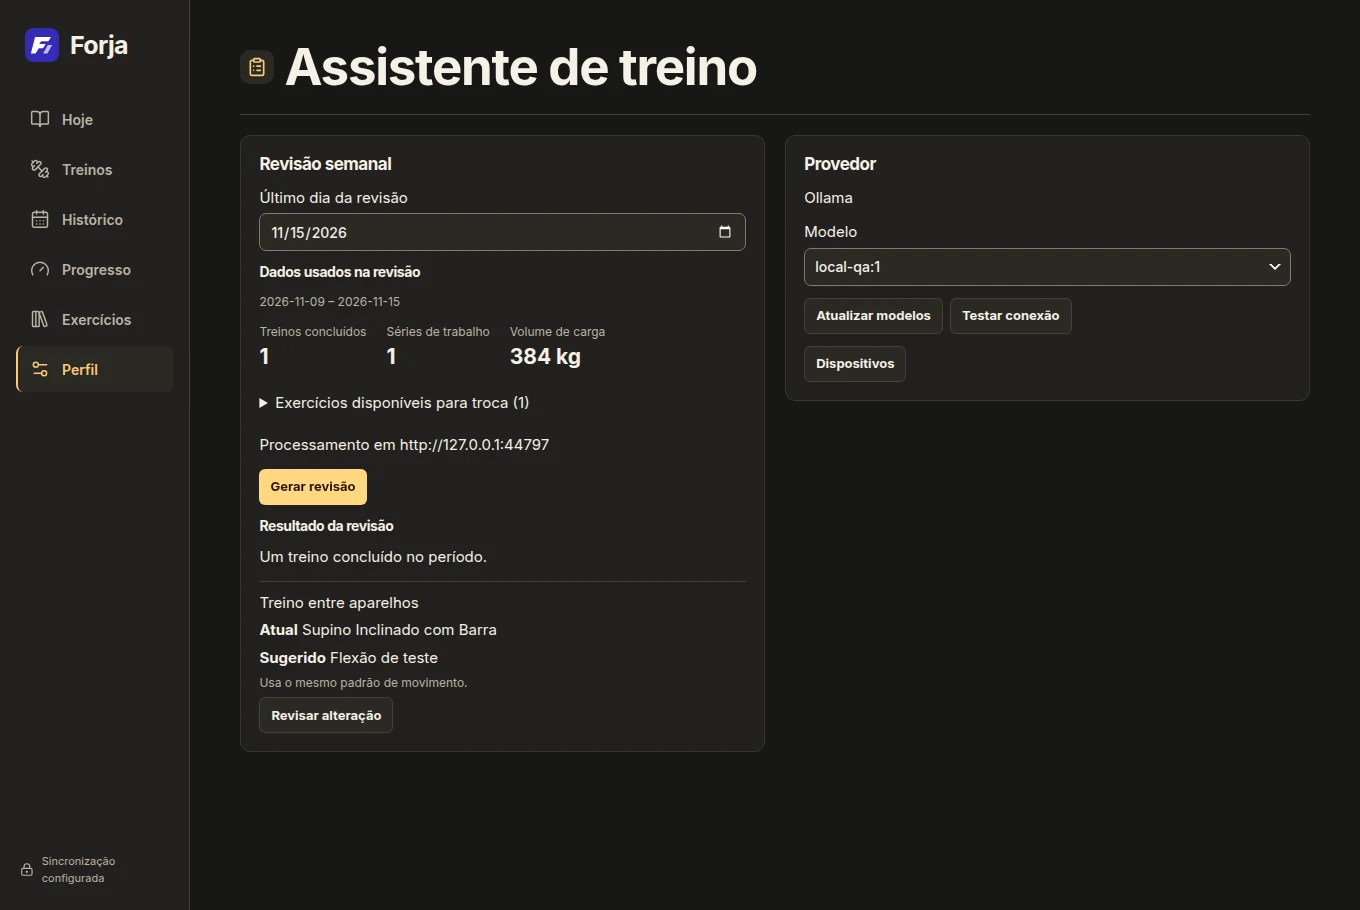 Forja
Hoje
Treinos
Histórico
Progresso
Exercícios
Perfil
Sincronização
configurada
Assistente de treino
Revisão semanal
Último dia da revisão
11/15/2026
Dados usados na revisão
2026-11-09 – 2026-11-15
Treinos concluídos
1
Séries de trabalho
1
Volume de carga
384 kg
Exercícios disponíveis para troca (1)
Processamento em http://127.0.0.1:44797
Gerar revisão
Resultado da revisão
Um treino concluído no período.
Treino entre aparelhos
Atual Supino Inclinado com Barra
Sugerido Flexão de teste
Usa o mesmo padrão de movimento.
Revisar alteração
Provedor
Ollama
Modelo
local-qa:1
Atualizar modelos
Testar conexão
Dispositivos